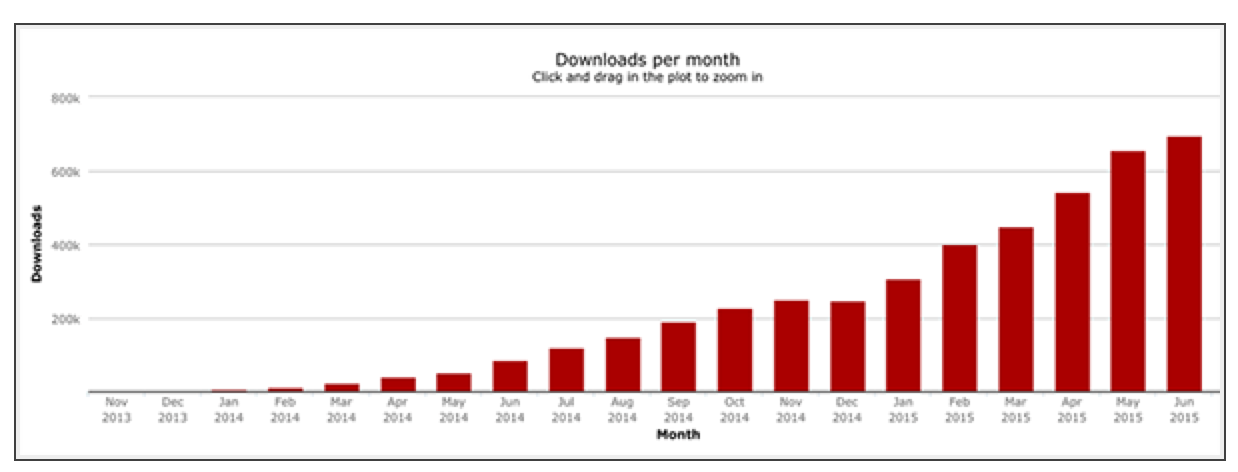 Downloads per month
Click and drag in the plot to zoom in
800k
600k
400k
200k
Downloads
Nov Dec Jan Feb Mar Apr May Jun Jul Aug Sep Oct Nov Dec Jan Feb Mar Apr May Jun
2013 2013 2014 2014 2014 2014 2014 2014 2014 2014 2014 2014 2014 2014 2015 2015 2015 2015 2015 2015
Month